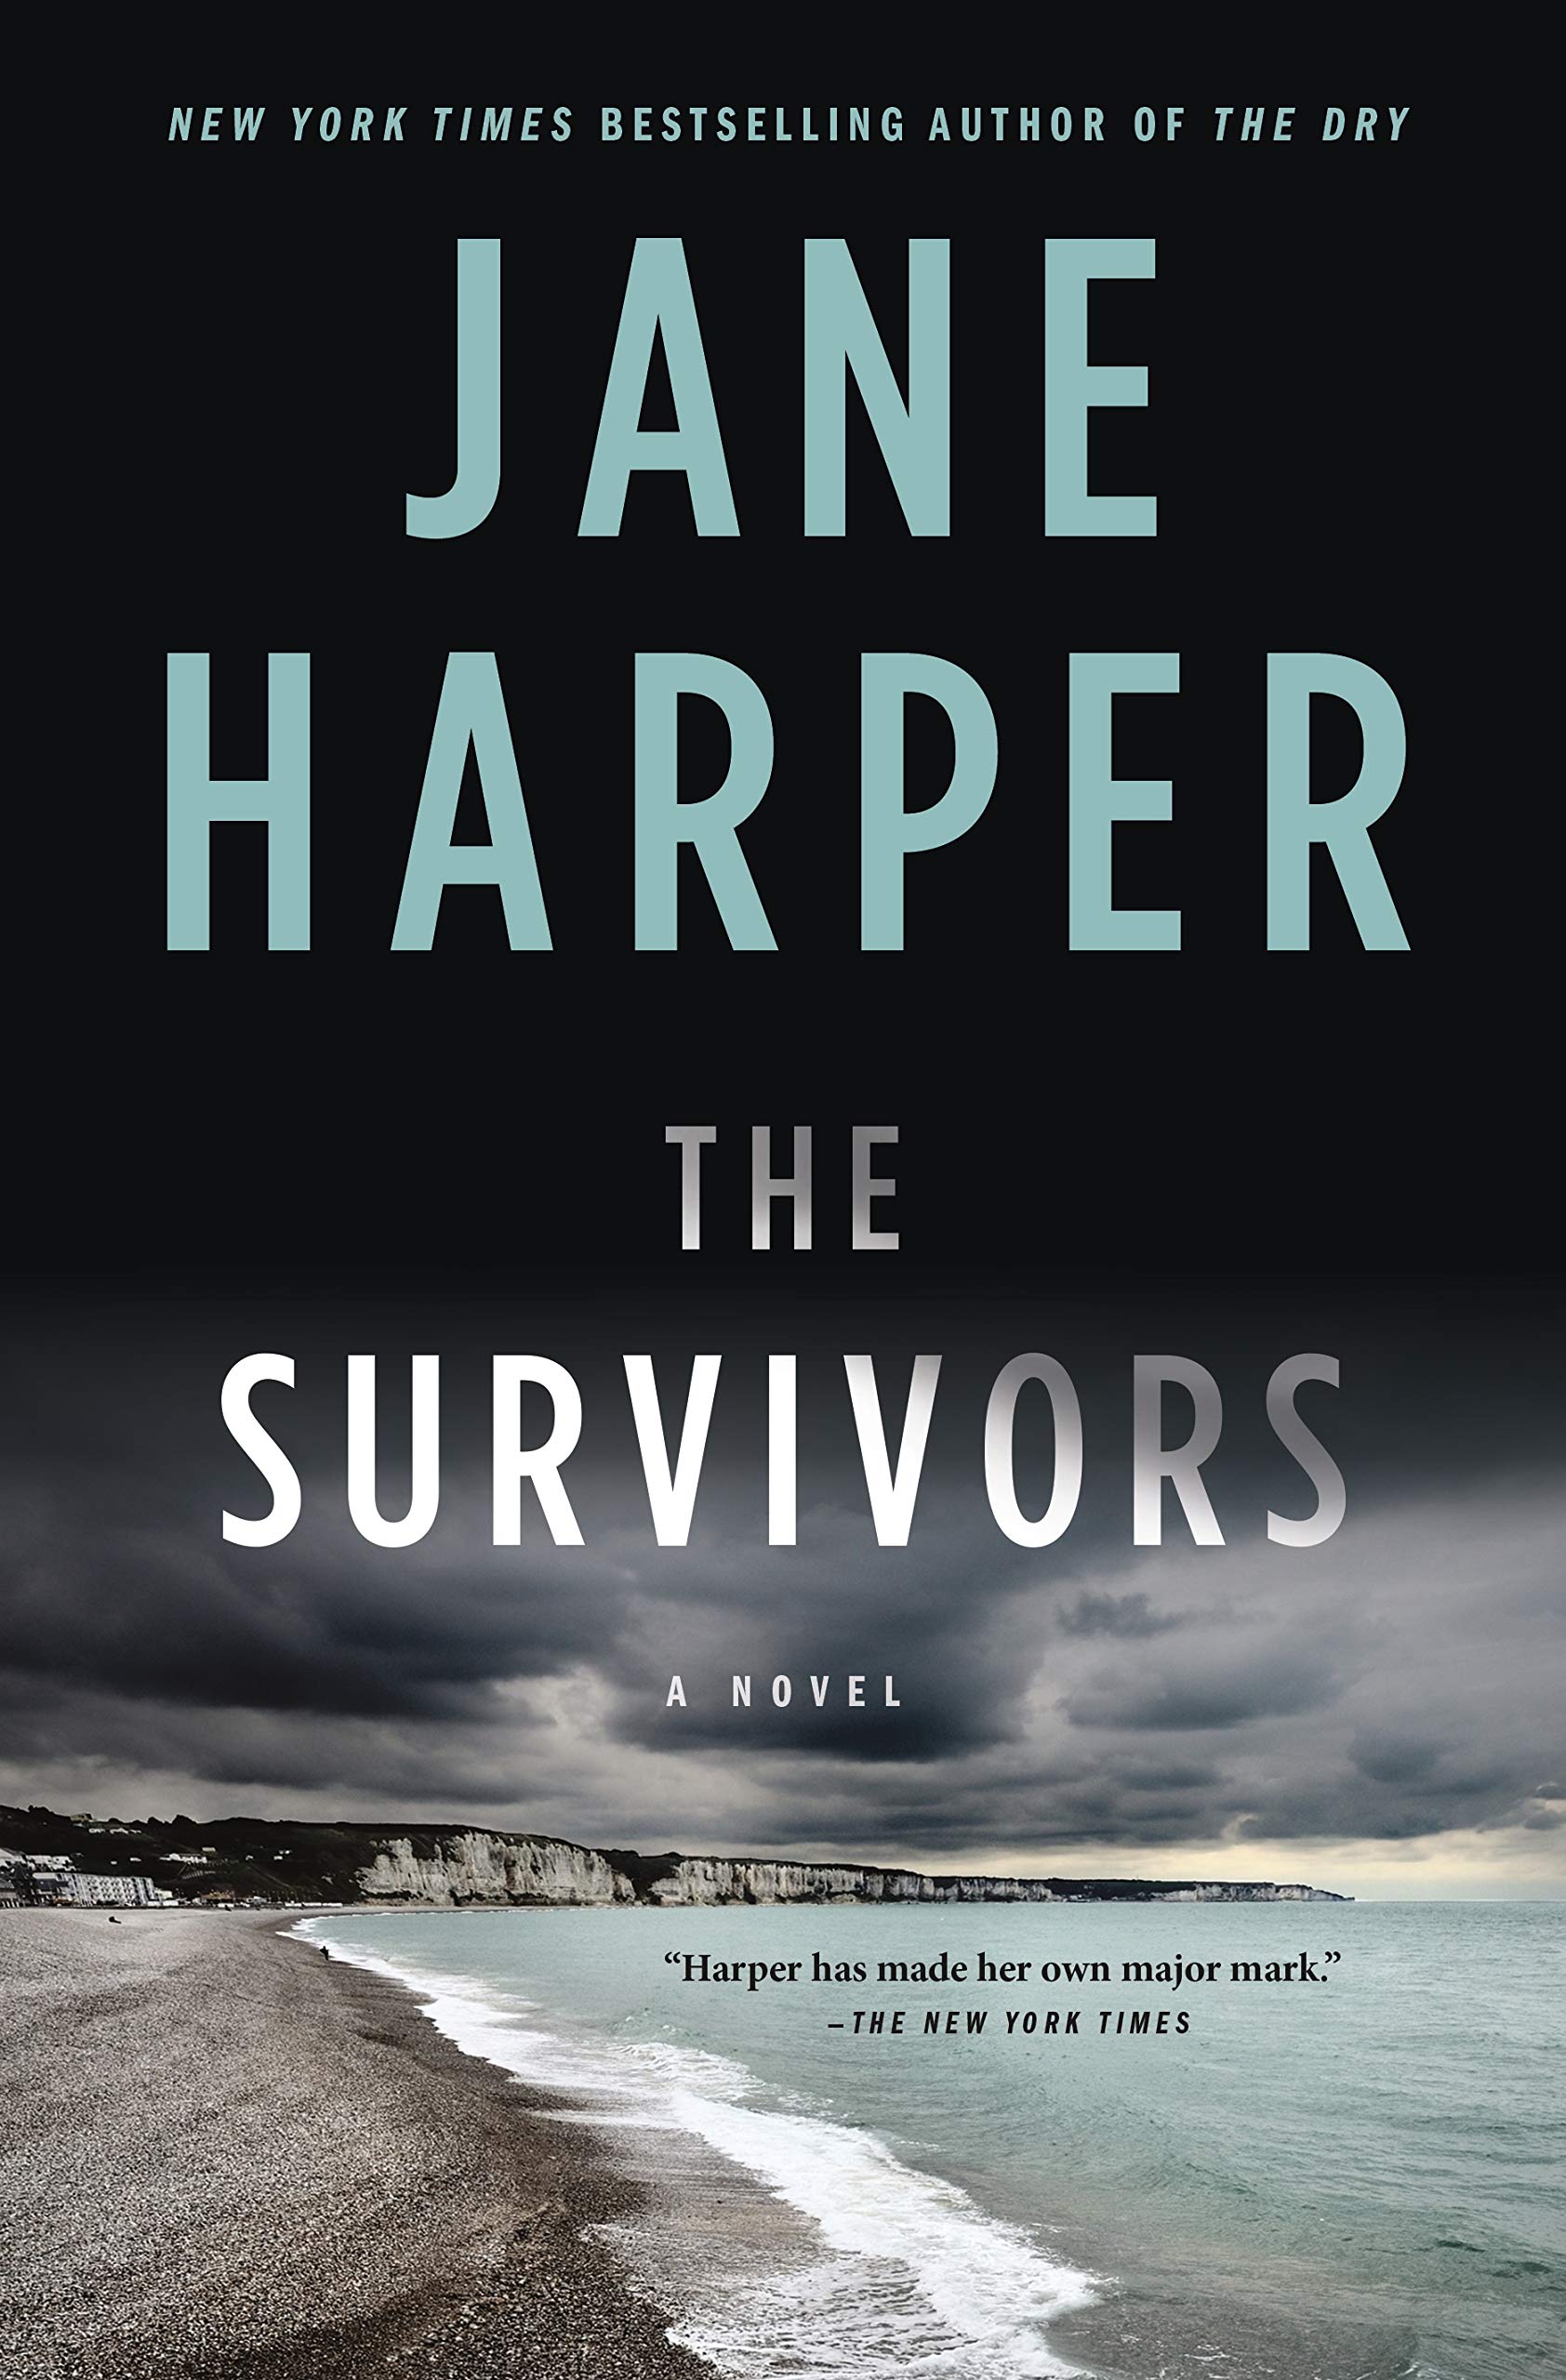 NEW YORK TIMES BESTSELLING AUTHOR OF THE DRY
JANE
HARPER
THE
SURVIVORS
A NOVEL
“Harper has made her own major mark.”
–THE NEW YORK TIMES